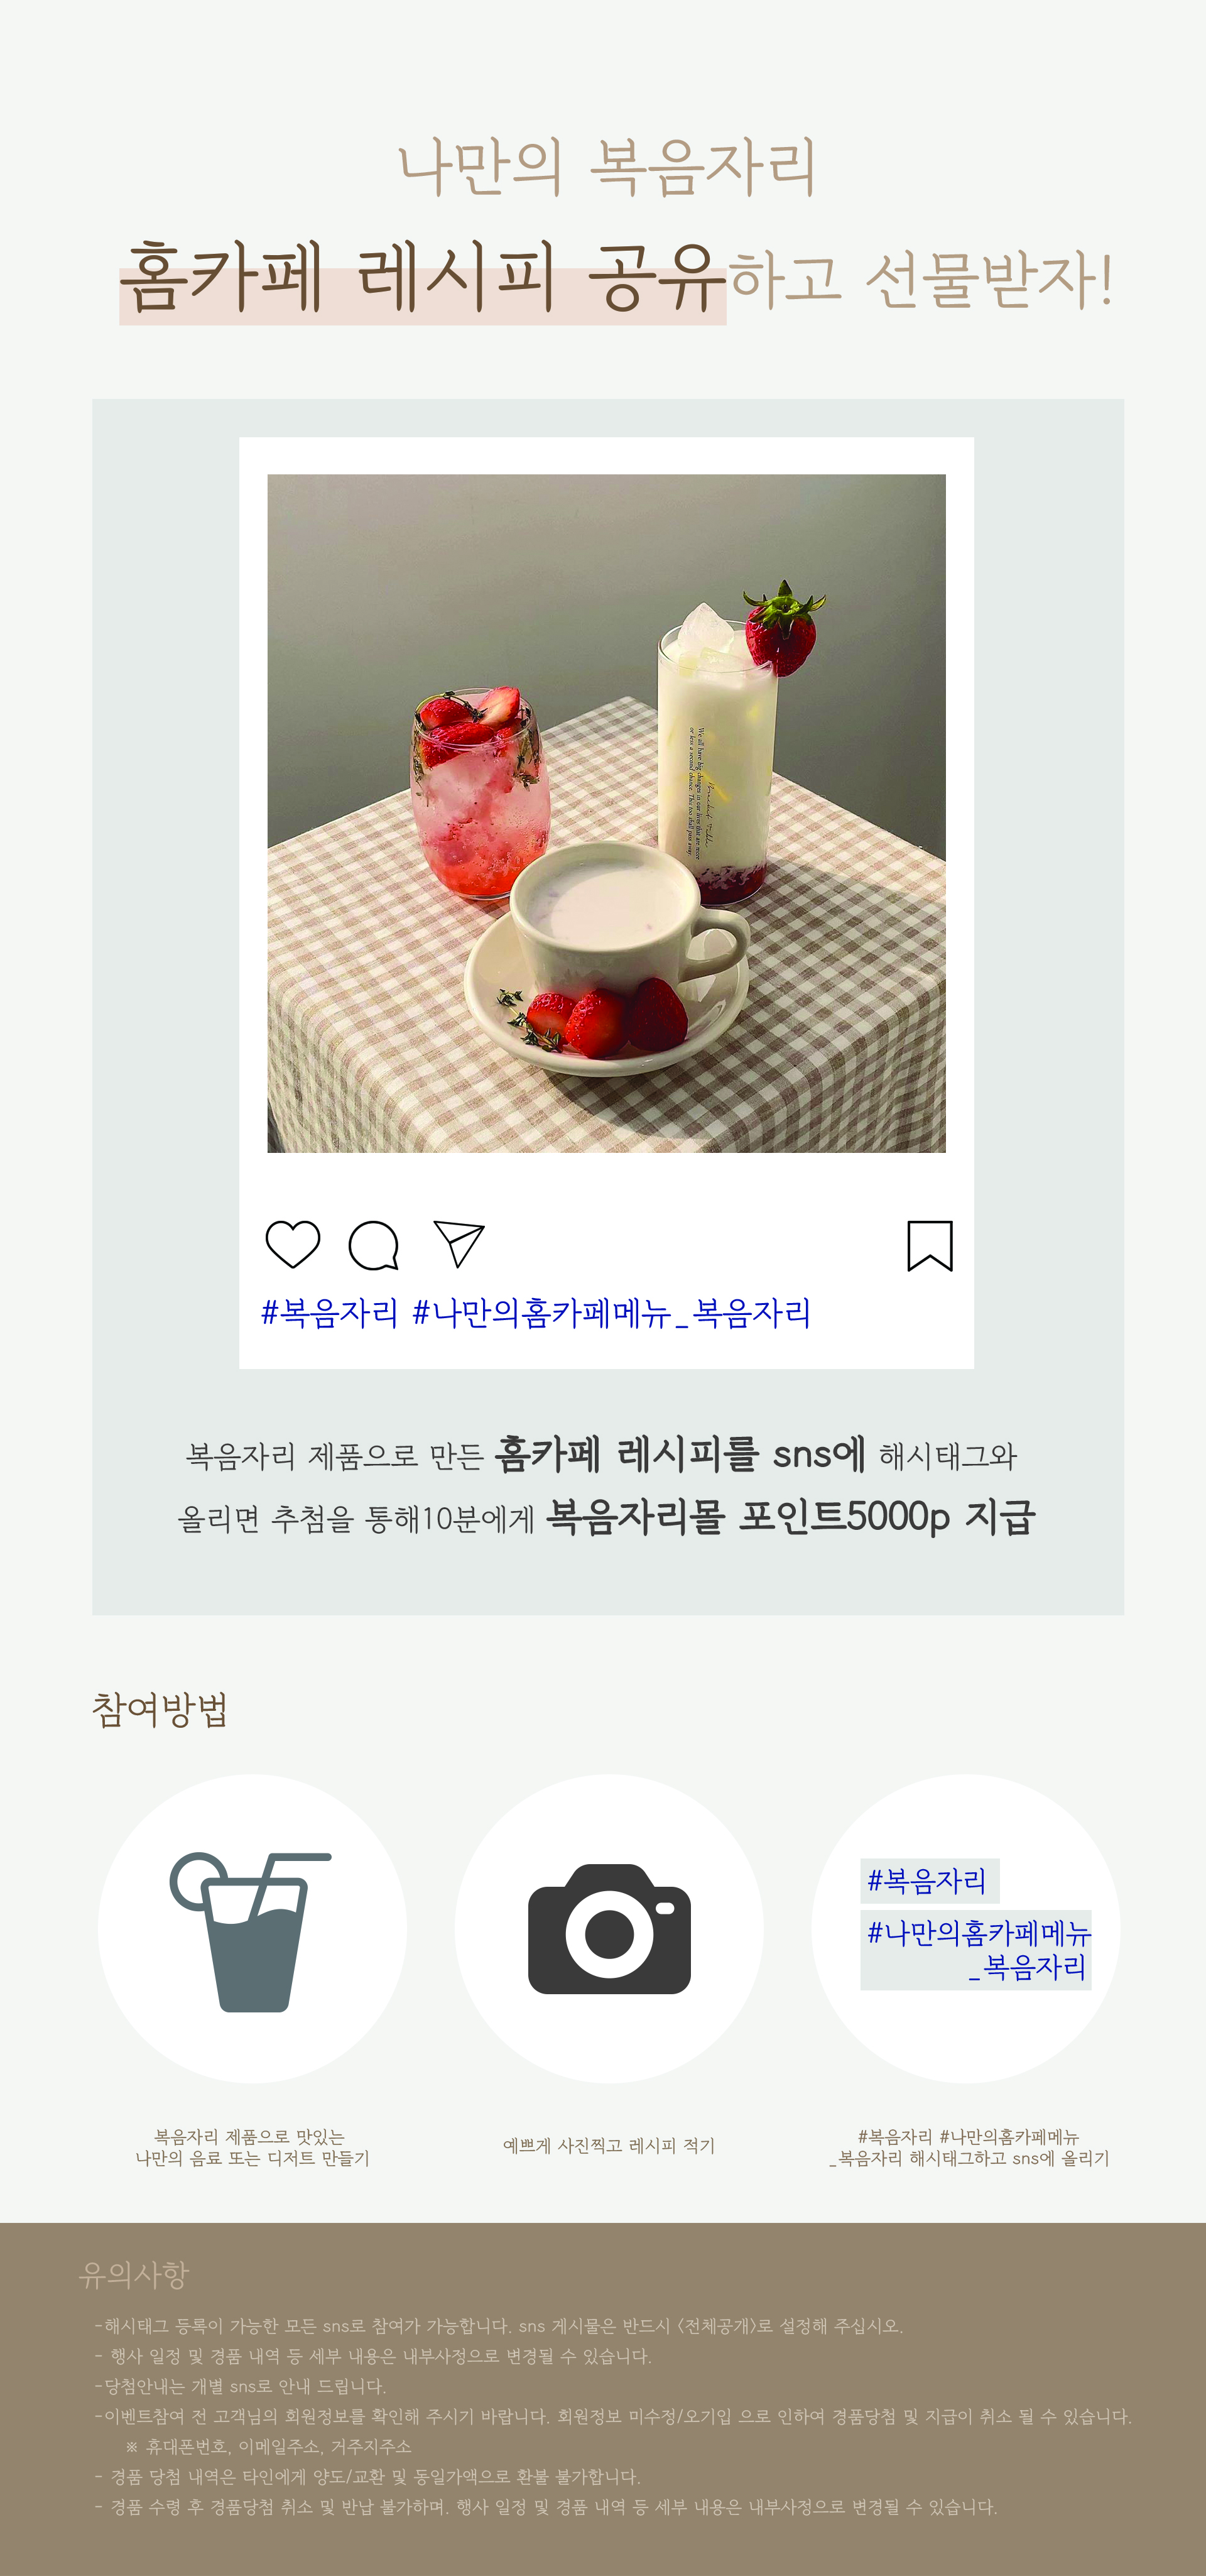 나만의 복음자리
홈카페 레시피 공유하고 선물받자!
We all have big changes in our lives that are more
or less a second chance. This too shall pass away.
#복음자리 #나만의홈카페메뉴_복음자리
복음자리 제품으로 만든 홈카페 레시피를 sns에 해시태그와
올리면 추첨을 통해10분에게 복음자리몰 포인트5000p 지급
참여방법
#복음자리
#나만의홈카페메뉴
_복음자리
복음자리 제품으로 맛있는
나만의 음료 또는 디저트 만들기
예쁘게 사진찍고 레시피 적기
#복음자리 #나만의홈카페메뉴
_복음자리 해시태그하고 sns에 올리기
유의사항
-해시태그 등록이 가능한 모든 sns로 참여가 가능합니다. sns 게시물은 반드시 <전체공개>로 설정해 주십시오.
- 행사 일정 및 경품 내역 등 세부 내용은 내부사정으로 변경될 수 있습니다.
-당첨안내는 개별 sns로 안내 드립니다.
-이벤트참여 전 고객님의 회원정보를 확인해 주시기 바랍니다. 회원정보 미수정/오기입 으로 인하여 경품당첨 및 지급이 취소 될 수 있습니다.
※ 휴대폰번호, 이메일주소, 거주지주소
- 경품 당첨 내역은 타인에게 양도/교환 및 동일가액으로 환불 불가합니다.
- 경품 수령 후 경품당첨 취소 및 반납 불가하며. 행사 일정 및 경품 내역 등 세부 내용은 내부사정으로 변경될 수 있습니다.